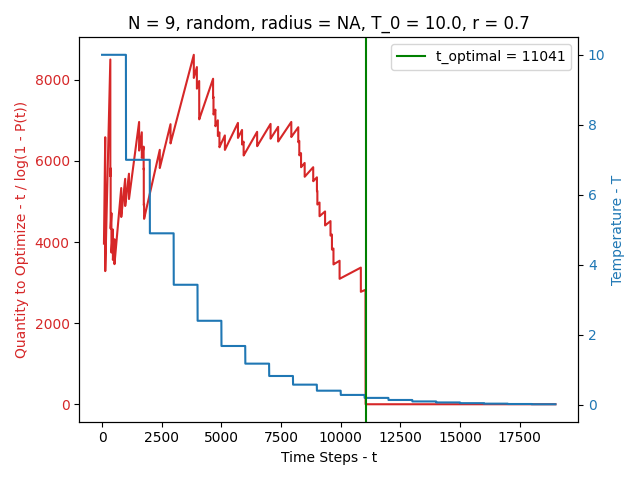 N = 9, random, radius = NA, T_0 = 10.0, r = 0.7
t_optimal = 11041
Quantity to Optimize - t / log(1 - P(t))
8000
6000
4000
2000
0
10
8
6
4
2
0
Temperature - T
0 2500 5000 7500 10000 12500 15000 17500
Time Steps - t